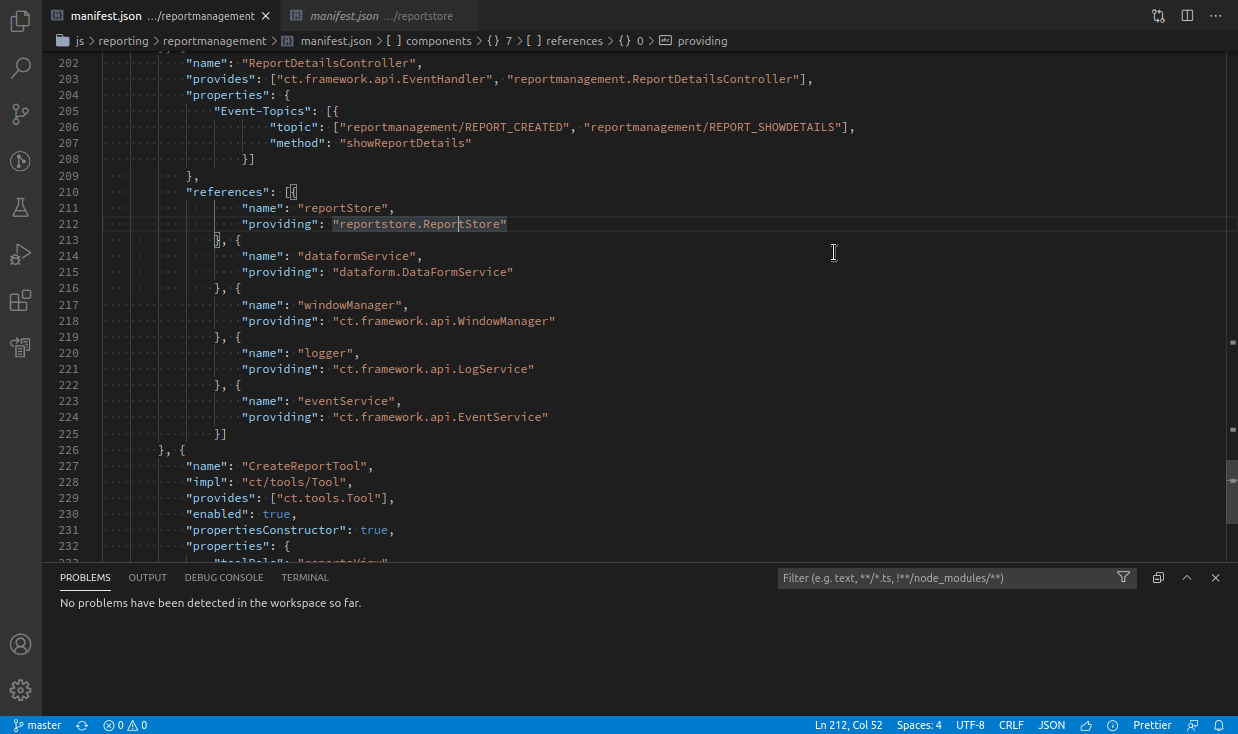 manifest.json .../reportmanagement
manifest.json .../reportstore
js > reporting > reportmanagement > manifest.json > [ ] components > {} 7 > [ ] references > {} 0 > providing
202 "name": "ReportDetailsController",
203 "provides": ["ct.framework.api.EventHandler", "reportmanagement.ReportDetailsController"],
204 "properties": {
205 "Event-Topics": [{
206 "topic": ["reportmanagement/REPORT_CREATED", "reportmanagement/REPORT_SHOWDETAILS"],
207 "method": "showReportDetails"
208 }]
209 },
210 "references": [{
211 "name": "reportStore",
212 "providing": "reportstore.ReportStore"
213 }, {
214 "name": "dataformService",
215 "providing": "dataform.DataFormService"
216 }, {
217 "name": "windowManager",
218 "providing": "ct.framework.api.WindowManager"
219 }, {
220 "name": "logger",
221 "providing": "ct.framework.api.LogService"
222 }, {
223 "name": "eventService",
224 "providing": "ct.framework.api.EventService"
225 }]
226 }, {
227 "name": "CreateReportTool",
228 "impl": "ct/tools/Tool",
229 "provides": ["ct.tools.Tool"],
230 "enabled": true,
231 "propertiesConstructor": true,
232 "properties": {
PROBLEMS OUTPUT DEBUG CONSOLE TERMINAL
Filter (e.g. text, **/*.ts, !**/node_modules/**)
No problems have been detected in the workspace so far.
master 0 0 Ln 212, Col 52 Spaces: 4 UTF-8 CRLF JSON Prettier